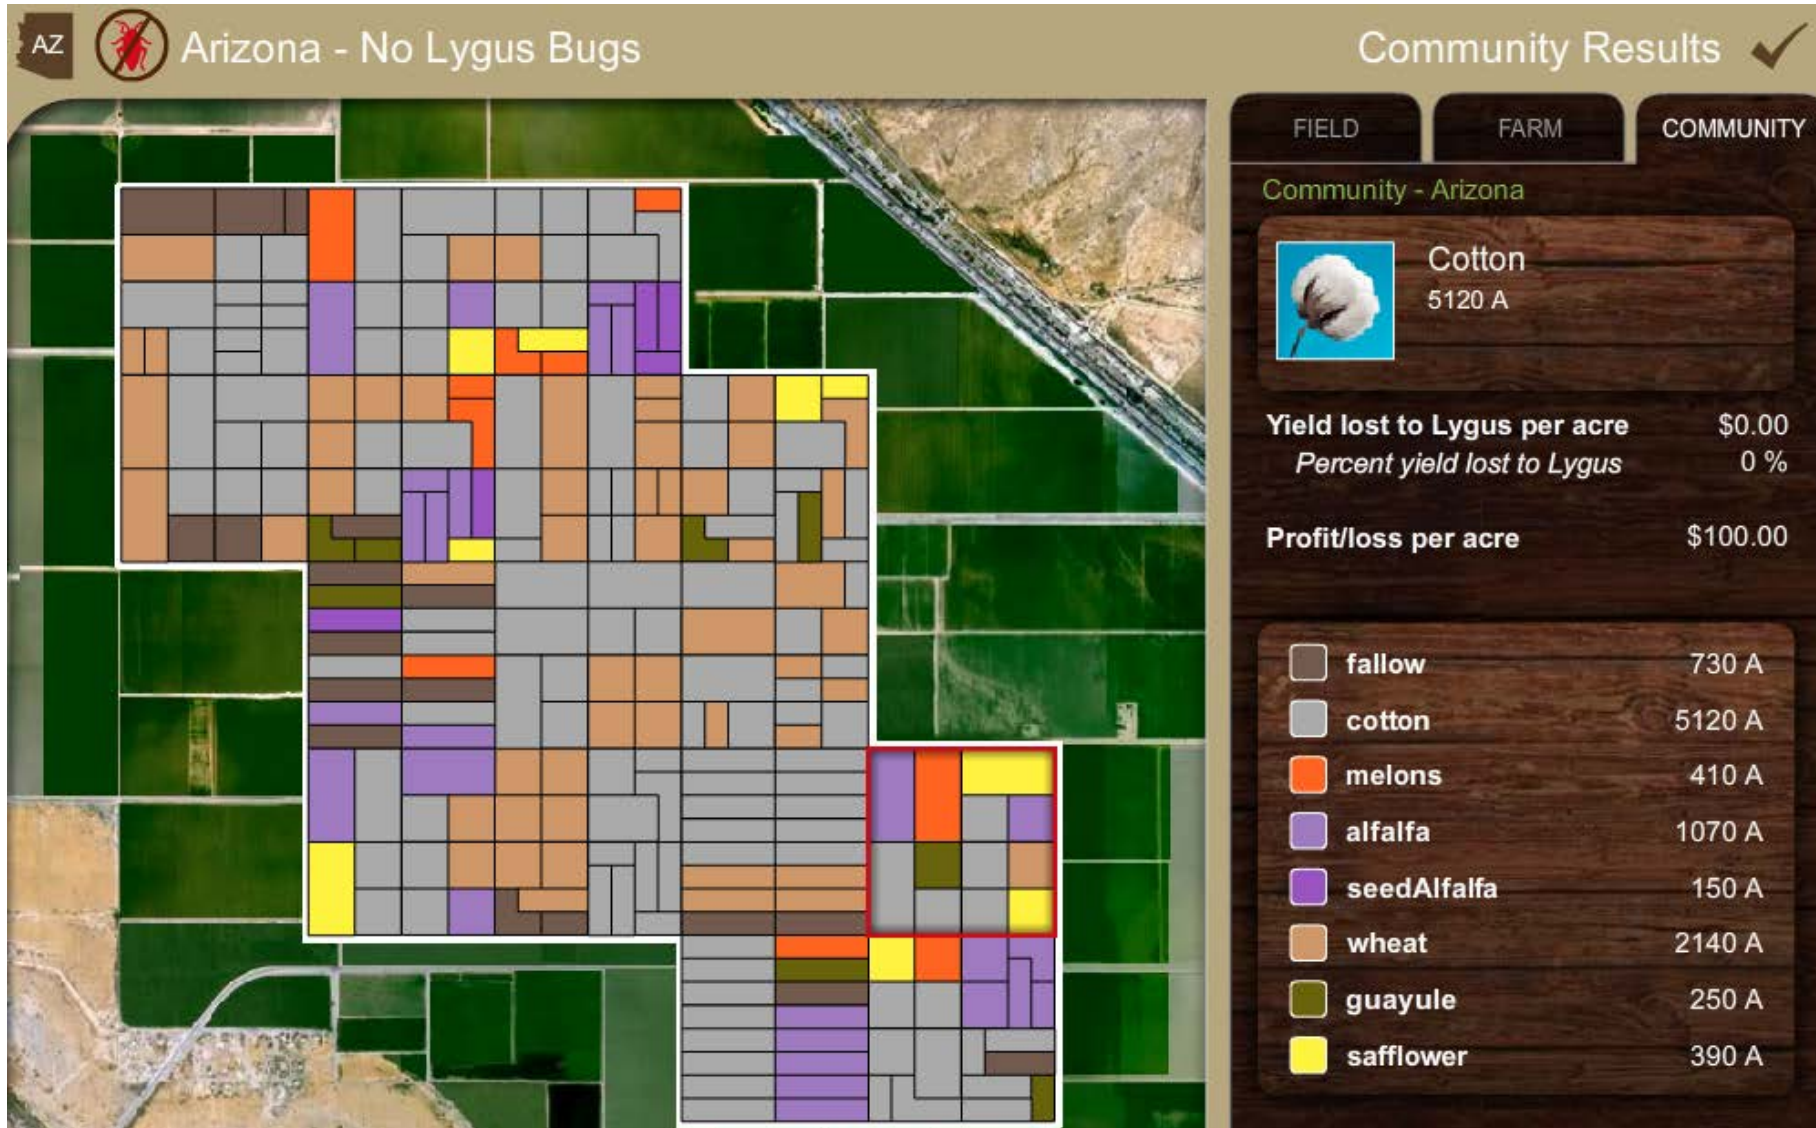 AZ
Arizona - No Lygus Bugs
Community Results
FIELD
FARM
COMMUNITY
Community - Arizona
Cotton
5120 A
Yield lost to Lygus per acre $0.00
Percent yield lost to Lygus 0 %
Profit/loss per acre $100.00
fallow 730 A
cotton 5120 A
melons 410 A
alfalfa 1070 A
seedAlfalfa 150 A
wheat 2140 A
guayule 250 A
safflower 390 A